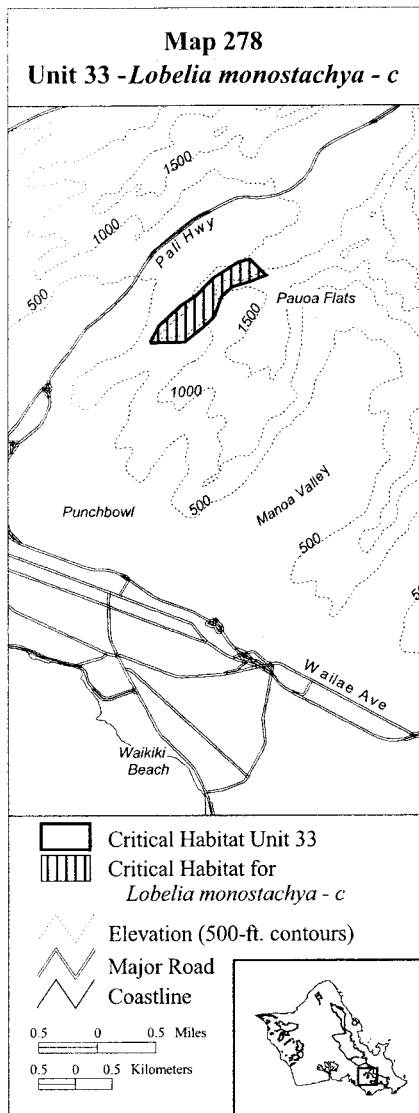 Map 278
Unit 33 - Lobelia monostachya - c
1500
1000
Pali Hwy
500
Pauoa Flats
1500
1000
500
Punchbowl
Manoa Valley
500
Wailae Ave
Waikiki
Beach
Critical Habitat Unit 33
Critical Habitat for
Lobelia monostachya - c
Elevation (500-ft. contours)
Major Road
Coastline
0.5 0 0.5 Miles
0.5 0 0.5 Kilometers